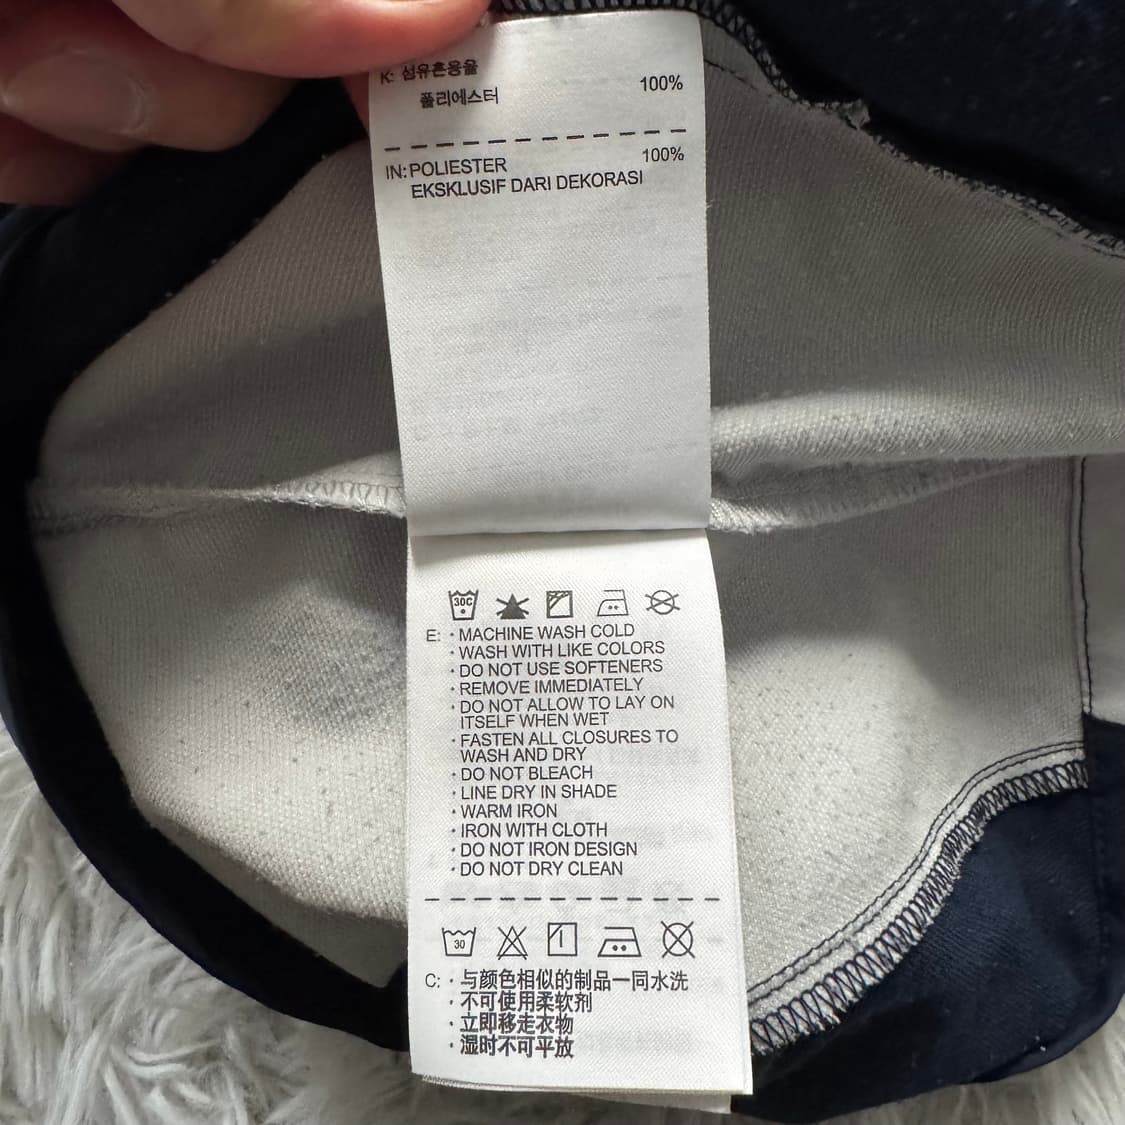 K: 섬유혼용율
폴리에스터 100%
IN: POLIESTER 100%
EKSKLUSIF DARI DEKORASI
30C
E: · MACHINE WASH COLD
· WASH WITH LIKE COLORS
· DO NOT USE SOFTENERS
· REMOVE IMMEDIATELY
· DO NOT ALLOW TO LAY ON
ITSELF WHEN WET
· FASTEN ALL CLOSURES TO
WASH AND DRY
· DO NOT BLEACH
· LINE DRY IN SHADE
· WARM IRON
· IRON WITH CLOTH
· DO NOT IRON DESIGN
· DO NOT DRY CLEAN
30
C: · 与颜色相似的制品一同水洗
· 不可使用柔软剂
· 立即移走衣物
· 湿时不可平放